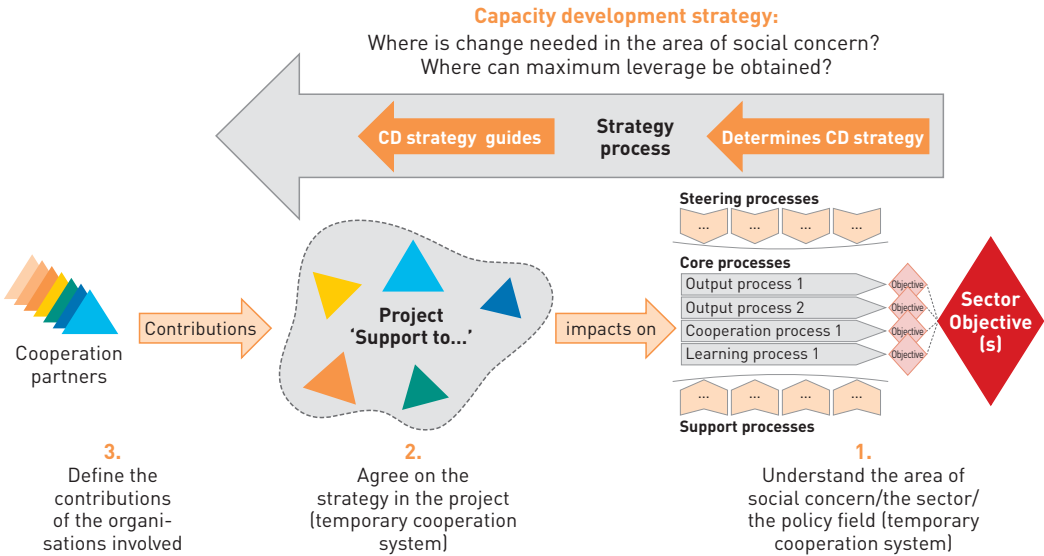 Capacity development strategy:
Where is change needed in the area of social concern?
Where can maximum leverage be obtained?
CD strategy guides
Strategy
process
Determines CD strategy
Steering processes
... ... ... ...
Core processes
Output process 1
Output process 2
Cooperation process 1
Learning process 1
Objective
Objective
Objective
Objective
Sector
Objective
(s)
... ... ... ...
Support processes
impacts on
Project
‘Support to...’
Contributions
Cooperation
partners
3.
Define the
contributions
of the organi-
sations involved
2.
Agree on the
strategy in the project
(temporary cooperation
system)
1.
Understand the area of
social concern/the sector/
the policy field (temporary
cooperation system)